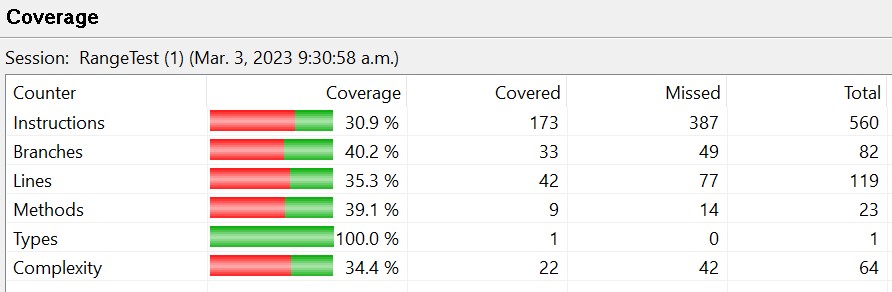 Coverage
Session: RangeTest (1) (Mar. 3, 2023 9:30:58 a.m.)
Counter Coverage Covered Missed Total
Instructions 30.9 % 173 387 560
Branches 40.2 % 33 49 82
Lines 35.3 % 42 77 119
Methods 39.1 % 9 14 23
Types 100.0 % 1 0 1
Complexity 34.4 % 22 42 64